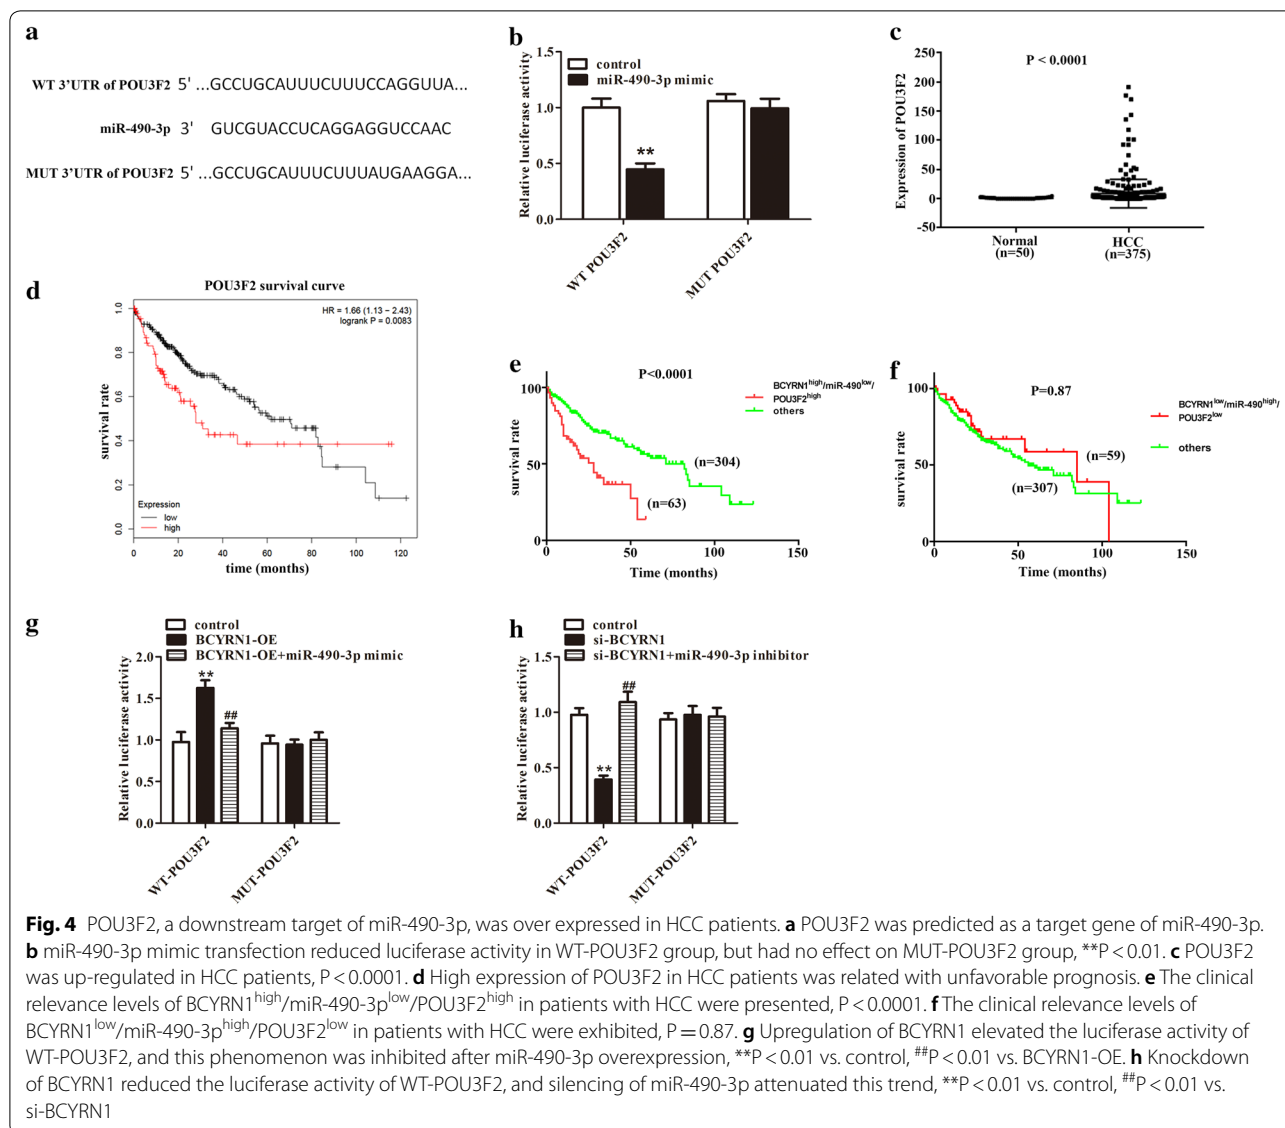 a
WT 3'UTR of POU3F2 5' ...GCCUGCAUUUCUUUCCAGGUUA...
miR-490-3p 3' GUCGUACCUCAGGAGGUCCAAC
MUT 3'UTR of POU3F2 5' ...GCCUGCAUUUCUUUAUGAAGGA...
b
Relative luciferase activity
1.5
1.0
0.5
0.0
control
miR-490-3p mimic
**
WT POU3F2
MUT POU3F2
c
Expression of POU3F2
250
200
150
100
50
0
-50
P < 0.0001
Normal
(n=50)
HCC
(n=375)
d
POU3F2 survival curve
HR = 1.66 (1.13 − 2.43)
logrank P = 0.0083
survival rate
1.0
0.8
0.6
0.4
0.2
0.0
Expression
low
high
0 20 40 60 80 100 120
time (months)
e
P<0.0001
BCYRN1high/miR-490low/
POU3F2high
others
survival rate
100
50
0
(n=304)
(n=63)
0 50 100 150
Time (months)
f
P=0.87
BCYRN1low/miR-490high/
POU3F2low
others
survival rate
100
50
0
(n=59)
(n=307)
0 50 100 150
Time (months)
g
control
BCYRN1-OE
BCYRN1-OE+miR-490-3p mimic
Relative luciferase activity
2.0
1.5
1.0
0.5
0.0
**
##
WT-POU3F2
MUT-POU3F2
h
control
si-BCYRN1
si-BCYRN1+miR-490-3p inhibitor
Relative luciferase activity
1.5
1.0
0.5
0.0
**
##
WT-POU3F2
MUT-POU3F2
Fig. 4 POU3F2, a downstream target of miR-490-3p, was over expressed in HCC patients. a POU3F2 was predicted as a target gene of miR-490-3p.
b miR-490-3p mimic transfection reduced luciferase activity in WT-POU3F2 group, but had no effect on MUT-POU3F2 group, **P < 0.01. c POU3F2
was up-regulated in HCC patients, P < 0.0001. d High expression of POU3F2 in HCC patients was related with unfavorable prognosis. e The clinical
relevance levels of BCYRN1high/miR-490-3plow/POU3F2high in patients with HCC were presented, P < 0.0001. f The clinical relevance levels of
BCYRN1low/miR-490-3phigh/POU3F2low in patients with HCC were exhibited, P = 0.87. g Upregulation of BCYRN1 elevated the luciferase activity of
WT-POU3F2, and this phenomenon was inhibited after miR-490-3p overexpression, **P < 0.01 vs. control, ##P < 0.01 vs. BCYRN1-OE. h Knockdown
of BCYRN1 reduced the luciferase activity of WT-POU3F2, and silencing of miR-490-3p attenuated this trend, **P < 0.01 vs. control, ##P < 0.01 vs.
si-BCYRN1